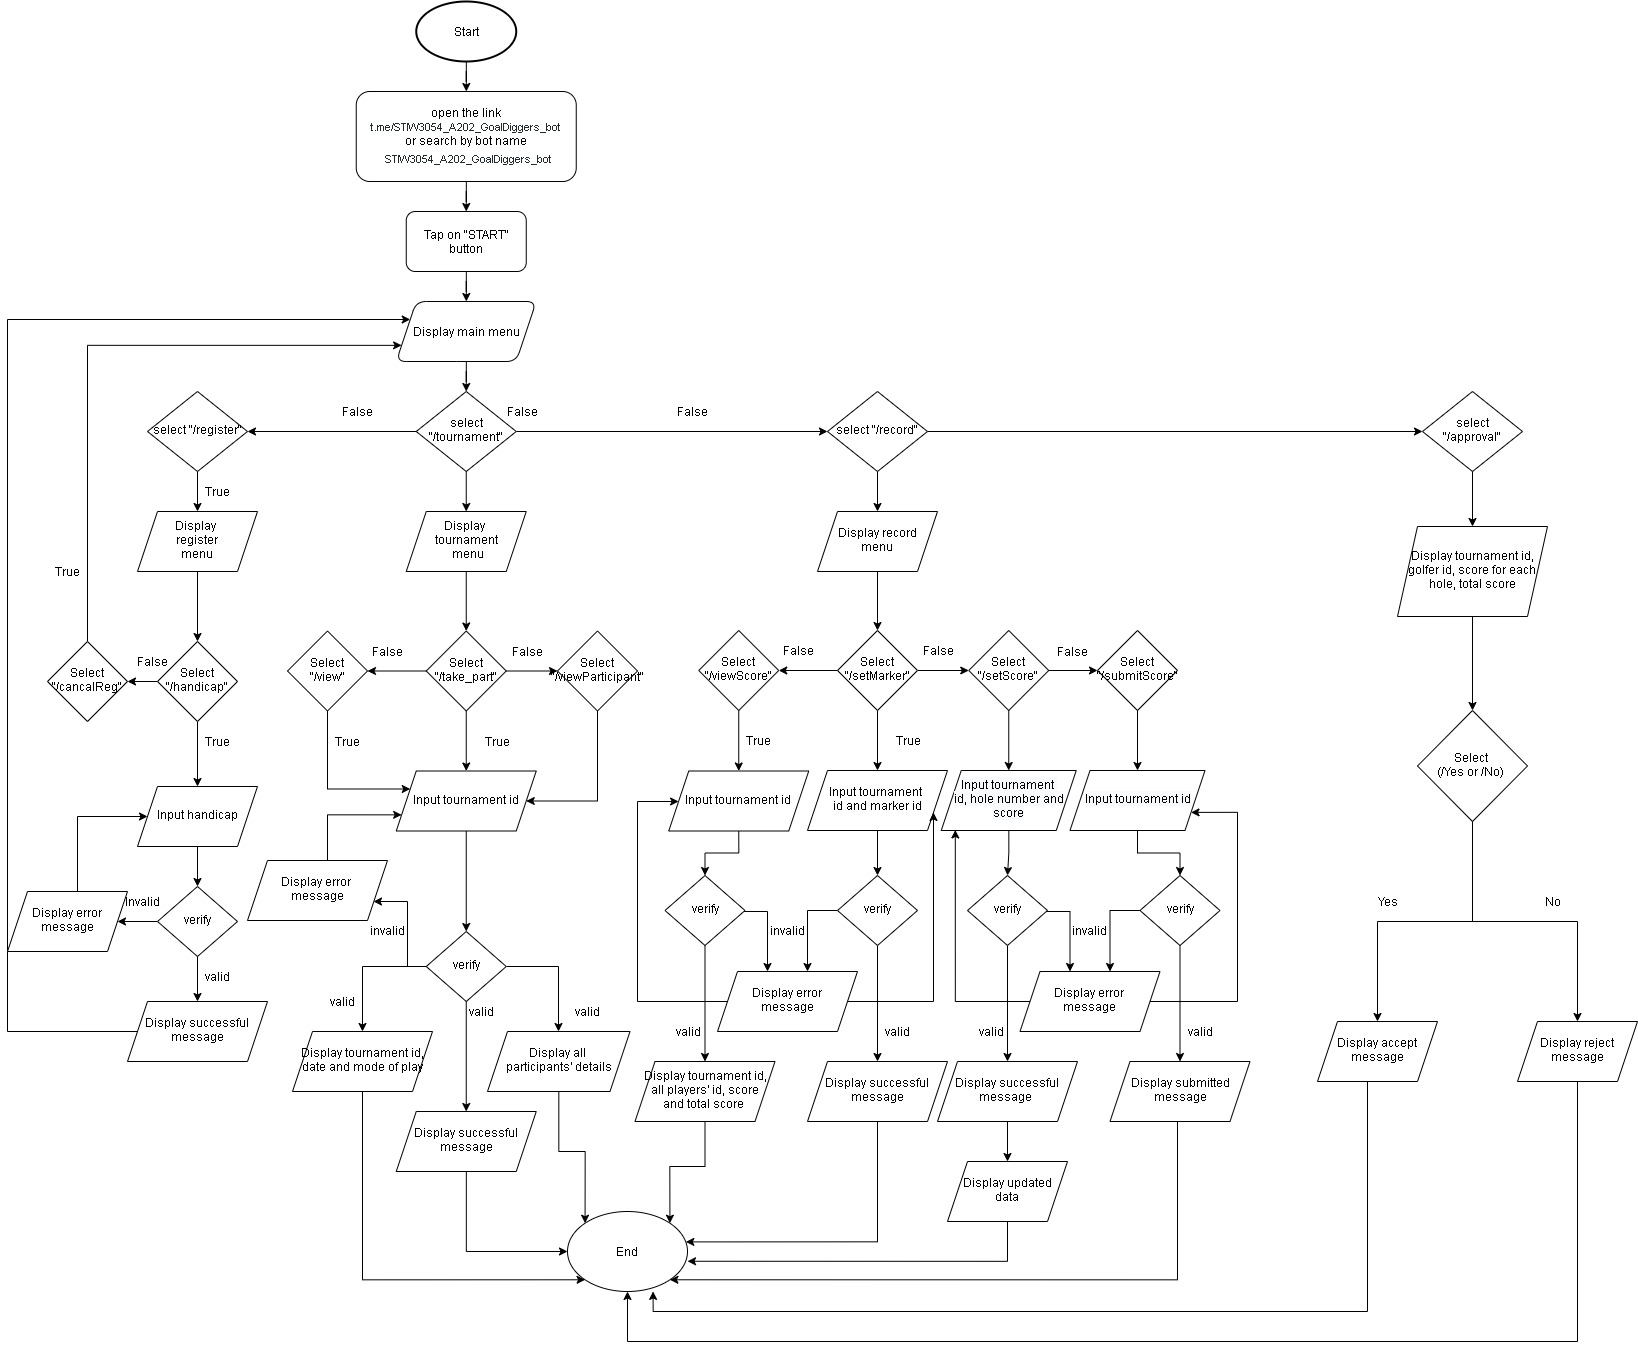 Start
open the link
t.me/STIW3054_A202_GoalDiggers_bot
or search by bot name
STIW3054_A202_GoalDiggers_bot
Tap on "START"
button
Display main menu
False
False
False
select "/register"
select
"/tournament"
select "/record"
select
"/approval"
True
Display
register
menu
Display
tournament
menu
Display record
menu
Display tournament id,
golfer id, score for each
hole, total score
True
False
False
False
False
False
False
Select
"/cancalReg"
Select
"/handicap"
Select
"/view"
Select
"/take_part"
Select
"/viewParticipant"
Select
"/viewScore"
Select
"/setMarker"
Select
"/setScore"
Select
"/submitScore"
True
True
True
True
True
Select
(/Yes or /No)
Input handicap
Input tournament id
Input tournament id
Input tournament
id and marker id
Input tournament
id, hole number and
score
Input tournament id
Display error
message
Invalid
verify
Display error
message
invalid
verify
verify
invalid
verify
verify
invalid
verify
Yes
No
valid
valid
valid
valid
Display error
message
Display error
message
valid
valid
valid
valid
Display successful
message
Display tournament id,
date and mode of play
Display all
participants' details
Display accept
message
Display reject
message
Display tournament id,
all players' id, score
and total score
Display successful
message
Display successful
message
Display submitted
message
Display successful
message
Display updated
data
End